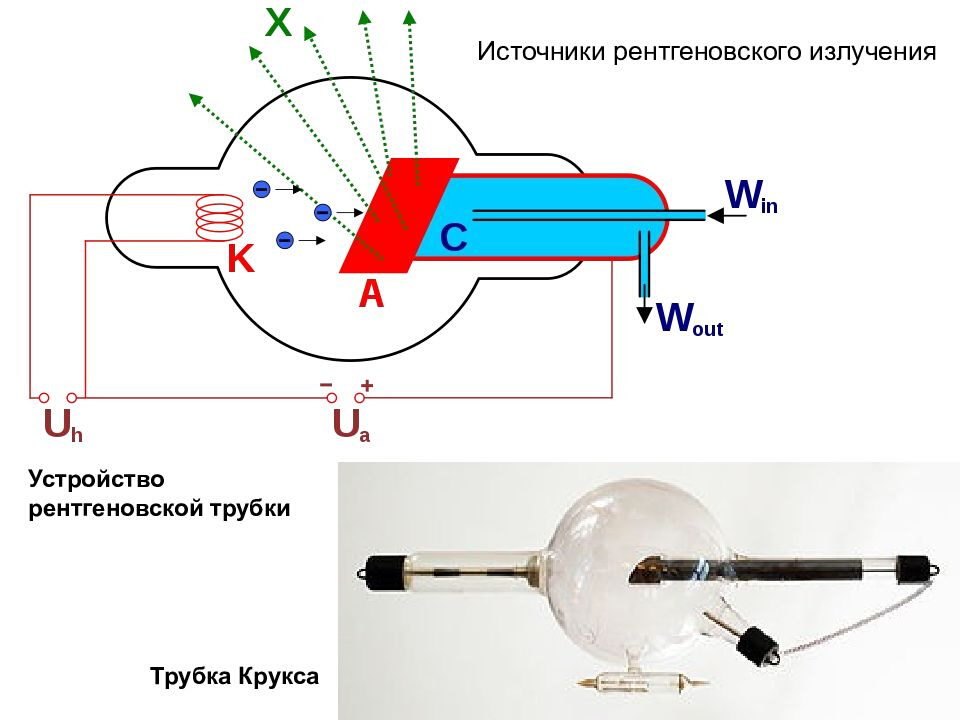 X
Источники рентгеновского излучения
W in
C
K
A
W out
− +
U h
U a
Устройство
рентгеновской трубки
Трубка Крукса